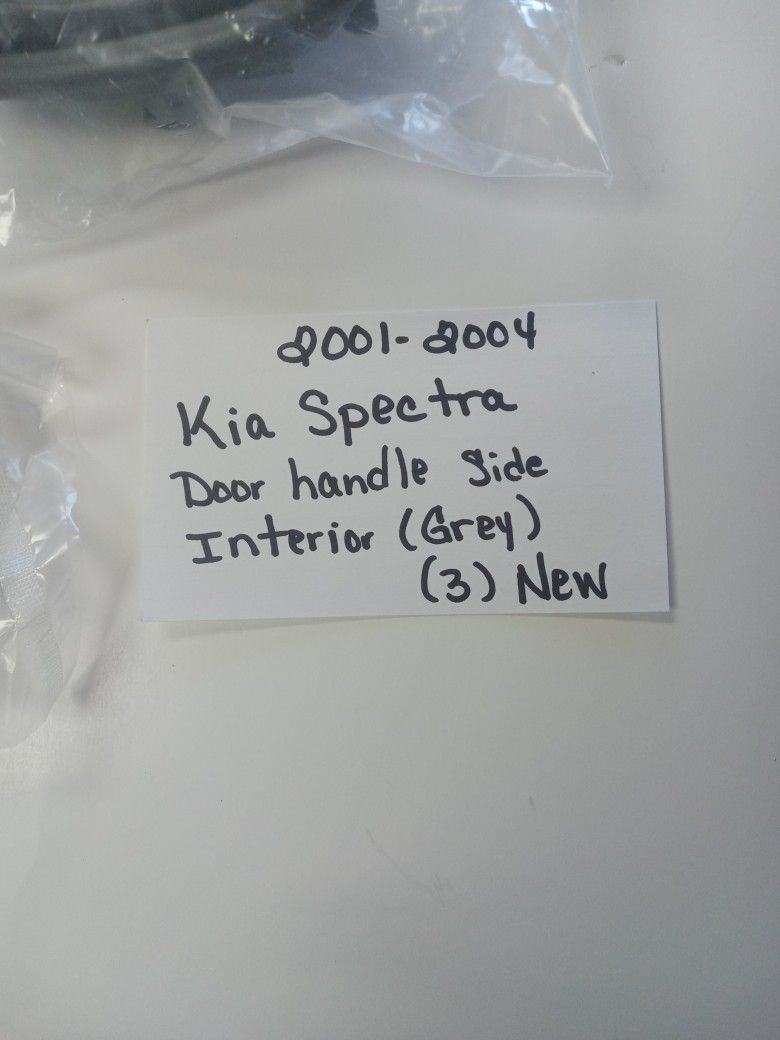 2001-2004
Kia Spectra
Door handle Side
Interior (Grey)
(3) New